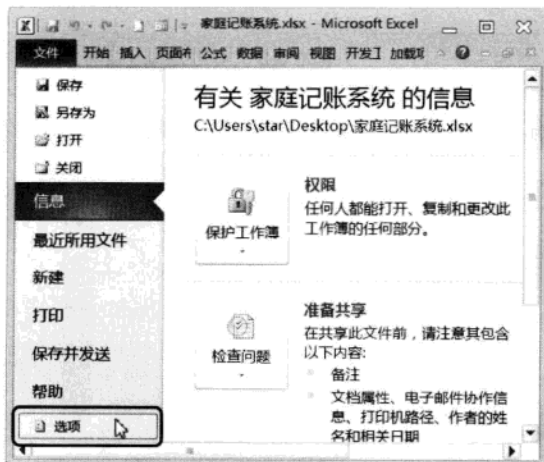 家庭记账系统.xlsx - Microsoft Excel
文件 开始 插入 页面布 公式 数据 审阅 视图 开发工 加载项
保存
另存为
打开
关闭
信息
最近所用文件
新建
打印
保存并发送
帮助
选项
有关 家庭记账系统 的信息
C:\Users\star\Desktop\家庭记账系统.xlsx
保护工作簿
权限
任何人都能打开、复制和更改此
工作簿的任何部分。
检查问题
准备共享
在共享此文件前，请注意其包含
以下内容:
备注
文档属性、电子邮件协作信
息、打印机路径、作者的姓
名和相关日期